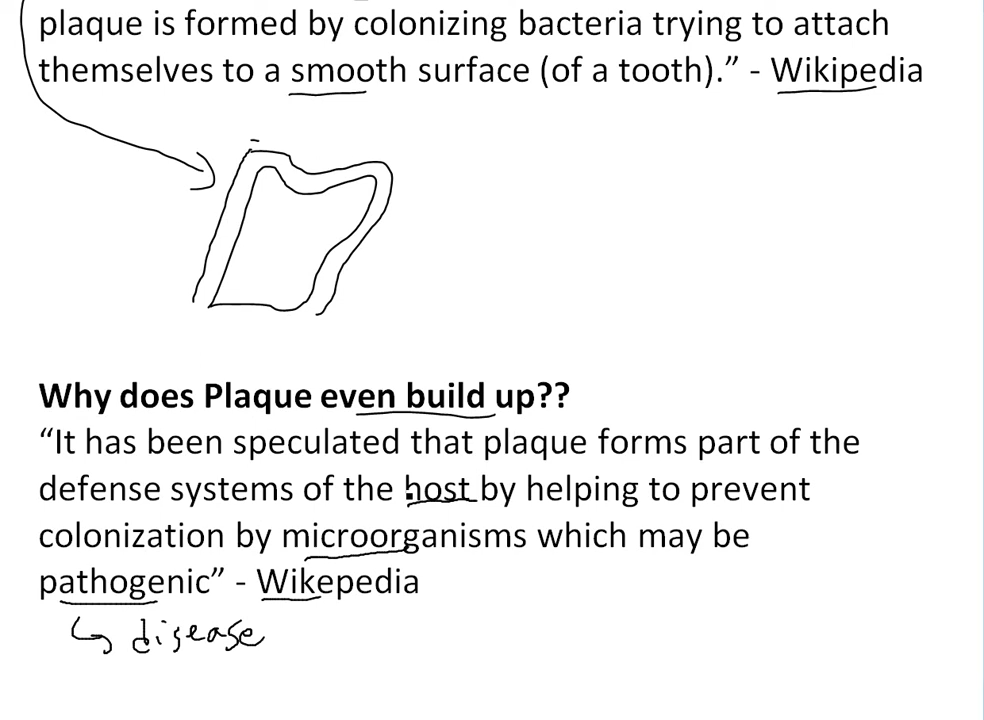 plaque is formed by colonizing bacteria trying to attach
themselves to a smooth surface (of a tooth).” - Wikipedia
Why does Plaque even build up??
“It has been speculated that plaque forms part of the
defense systems of the host by helping to prevent
colonization by microorganisms which may be
pathogenic” - Wikepedia
disease